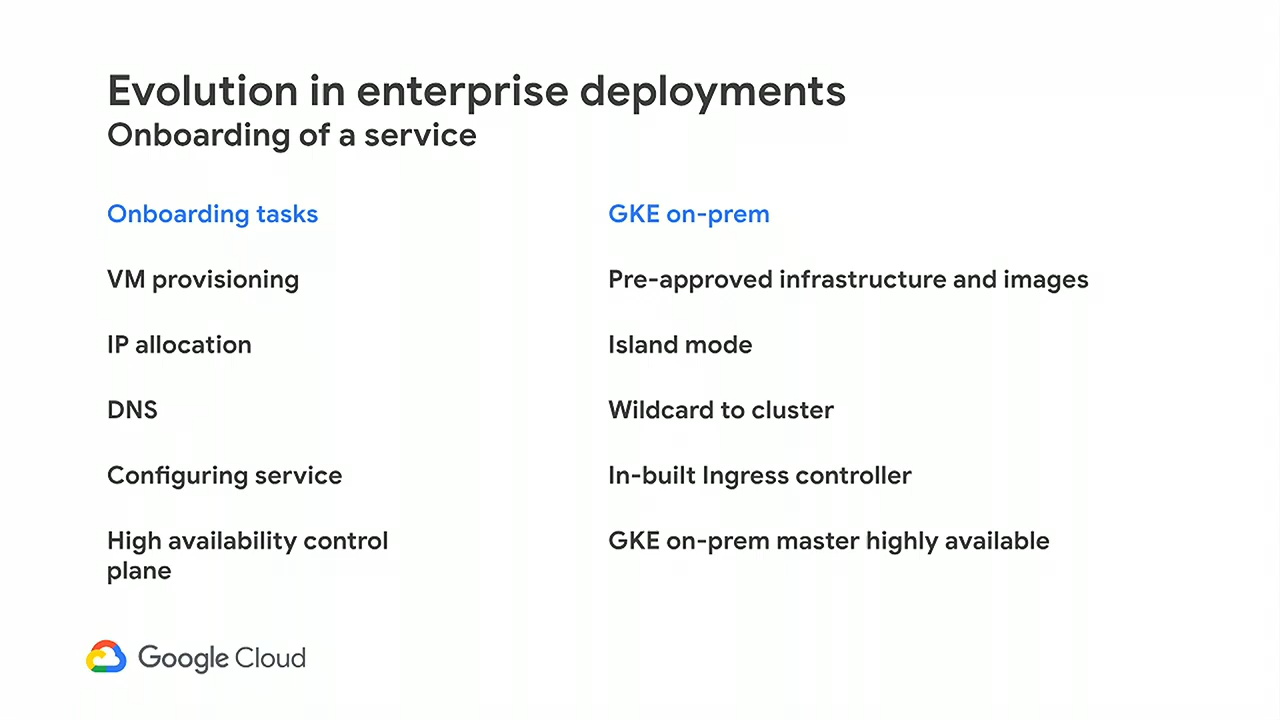 Evolution in enterprise deployments
Onboarding of a service
Onboarding tasks
GKE on-prem
VM provisioning
Pre-approved infrastructure and images
IP allocation
Island mode
DNS
Wildcard to cluster
Configuring service
In-built Ingress controller
High availability control
plane
GKE on-prem master highly available
Google Cloud